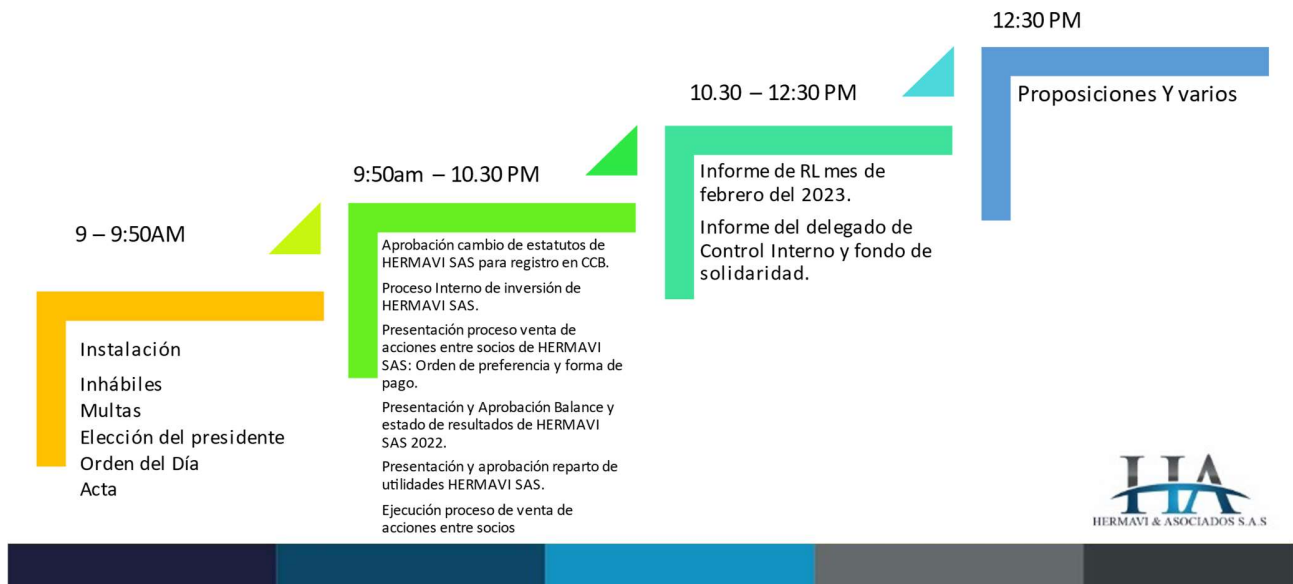 9 – 9:50AM
Instalación
Inhábiles
Multas
Elección del presidente
Orden del Día
Acta
9:50am – 10.30 PM
Aprobación cambio de estatutos de
HERMAVI SAS para registro en CCB.
Proceso Interno de inversión de
HERMAVI SAS.
Presentación proceso venta de
acciones entre socios de HERMAVI
SAS: Orden de preferencia y forma de
pago.
Presentación y Aprobación Balance y
estado de resultados de HERMAVI
SAS 2022.
Presentación y aprobación reparto de
utilidades HERMAVI SAS.
Ejecución proceso de venta de
acciones entre socios
10.30 – 12:30 PM
Informe de RL mes de
febrero del 2023.
Informe del delegado de
Control Interno y fondo de
solidaridad.
12:30 PM
Proposiciones Y varios
HA
HERMAVI & ASOCIADOS S.A.S